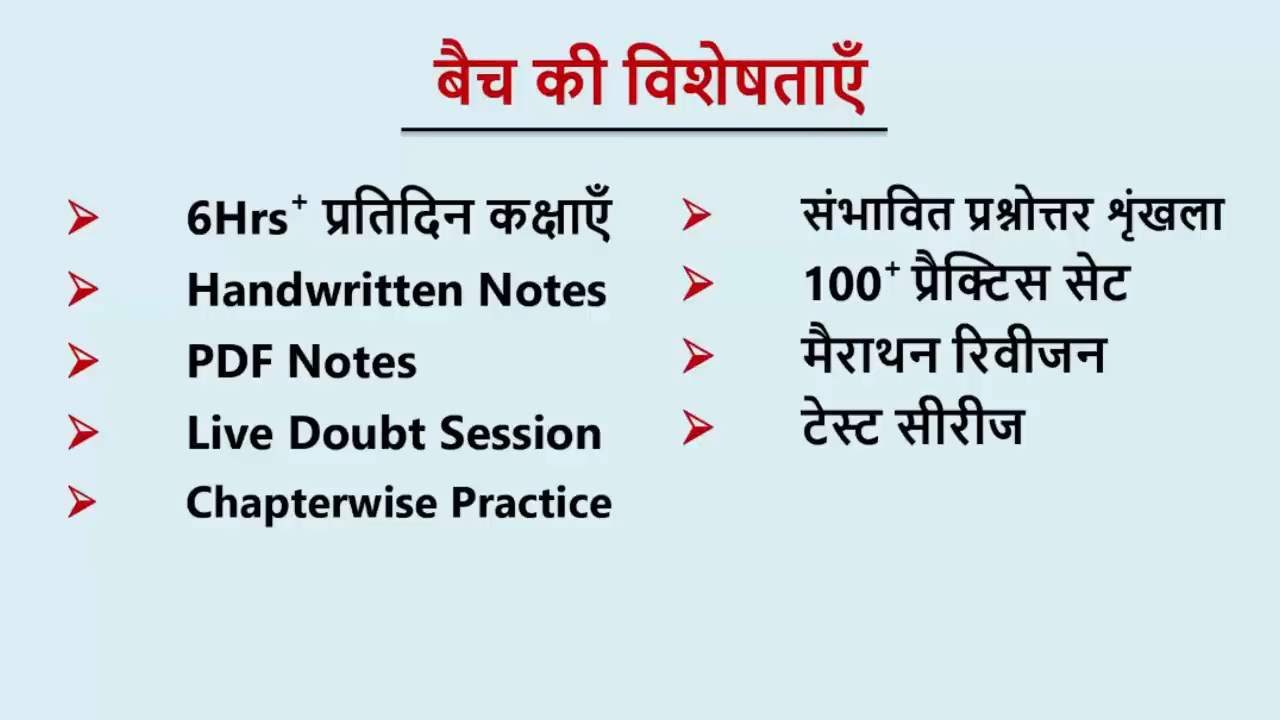 बैच की विशेषताएँ
6Hrs+ प्रतिदिन कक्षाएँ
Handwritten Notes
PDF Notes
Live Doubt Session
Chapterwise Practice
संभावित प्रश्नोत्तर शृंखला
100+ प्रैक्टिस सेट
मैराथन रिवीजन
टेस्ट सीरीज